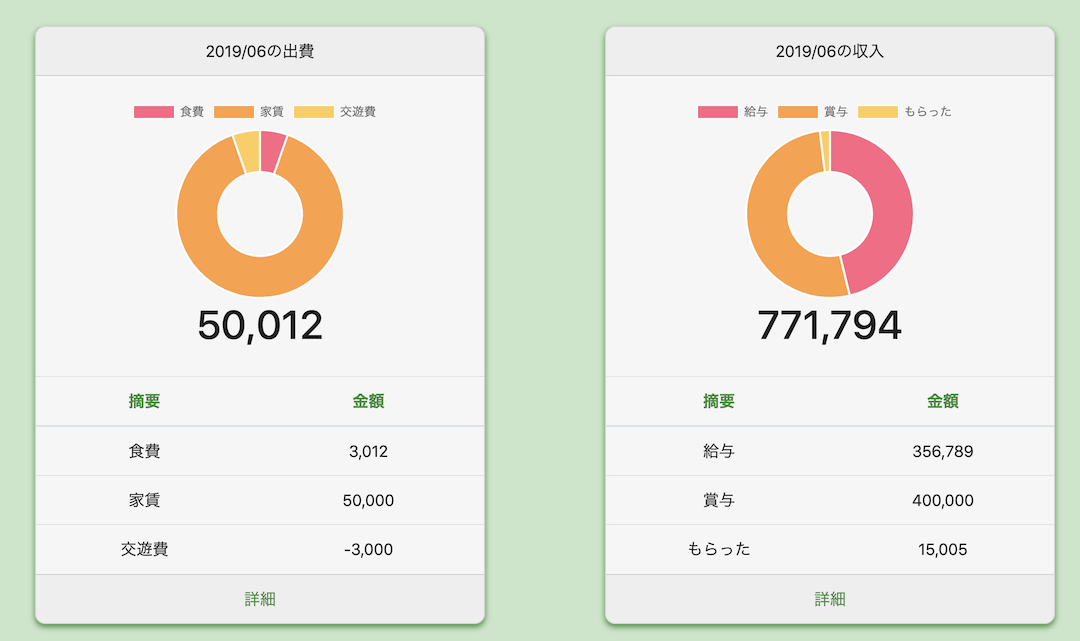 2019/06の出費
食費 家賃 交遊費
50,012
摘要 金額
食費 3,012
家賃 50,000
交遊費 -3,000
詳細
2019/06の収入
給与 賞与 もらった
771,794
摘要 金額
給与 356,789
賞与 400,000
もらった 15,005
詳細